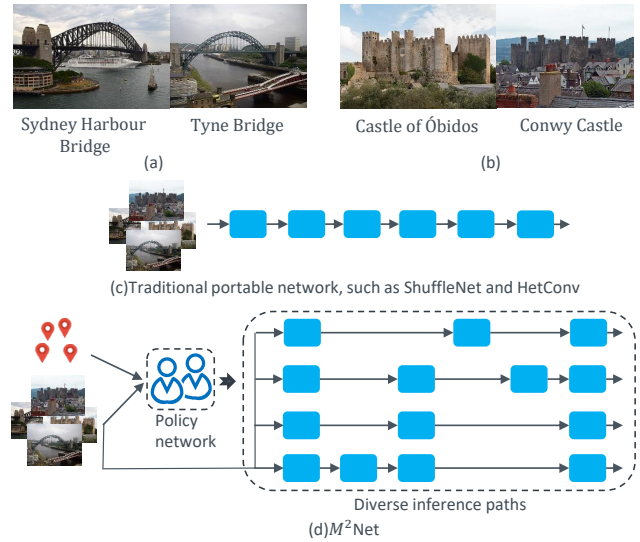 Sydney Harbour
Bridge
Tyne Bridge
Castle of Óbidos
Conwy Castle
(a)
(b)
(c)Traditional portable network, such as ShuffleNet and HetConv
Policy
network
Diverse inference paths
(d)M²Net